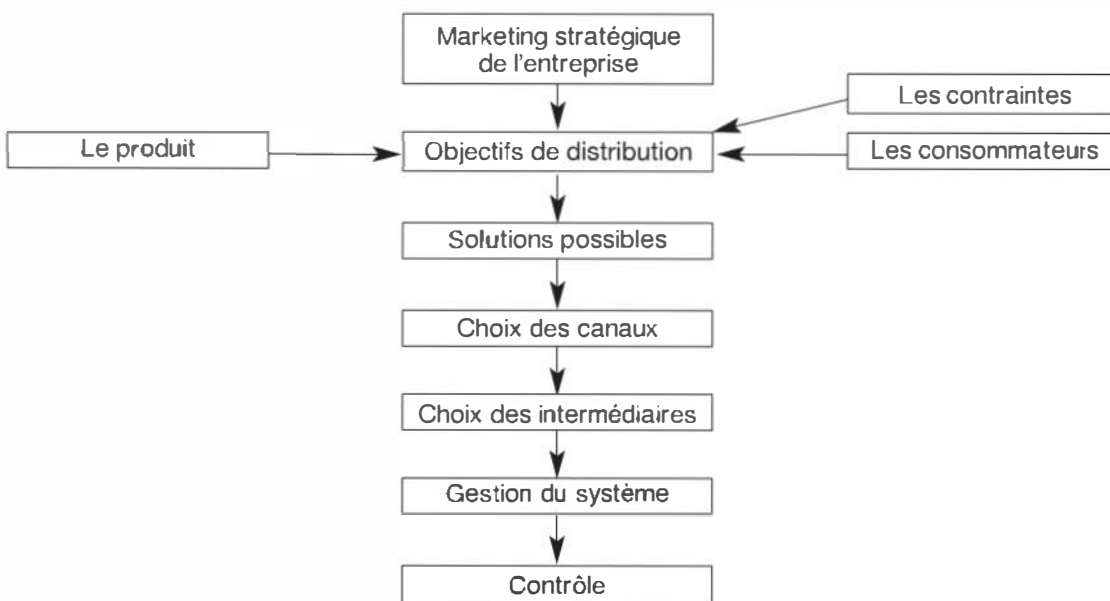 Marketing stratégique
de l'entreprise
Les contraintes
Le produit
Objectifs de distribution
Les consommateurs
Solutions possibles
Choix des canaux
Choix des intermédiaires
Gestion du système
Contrôle